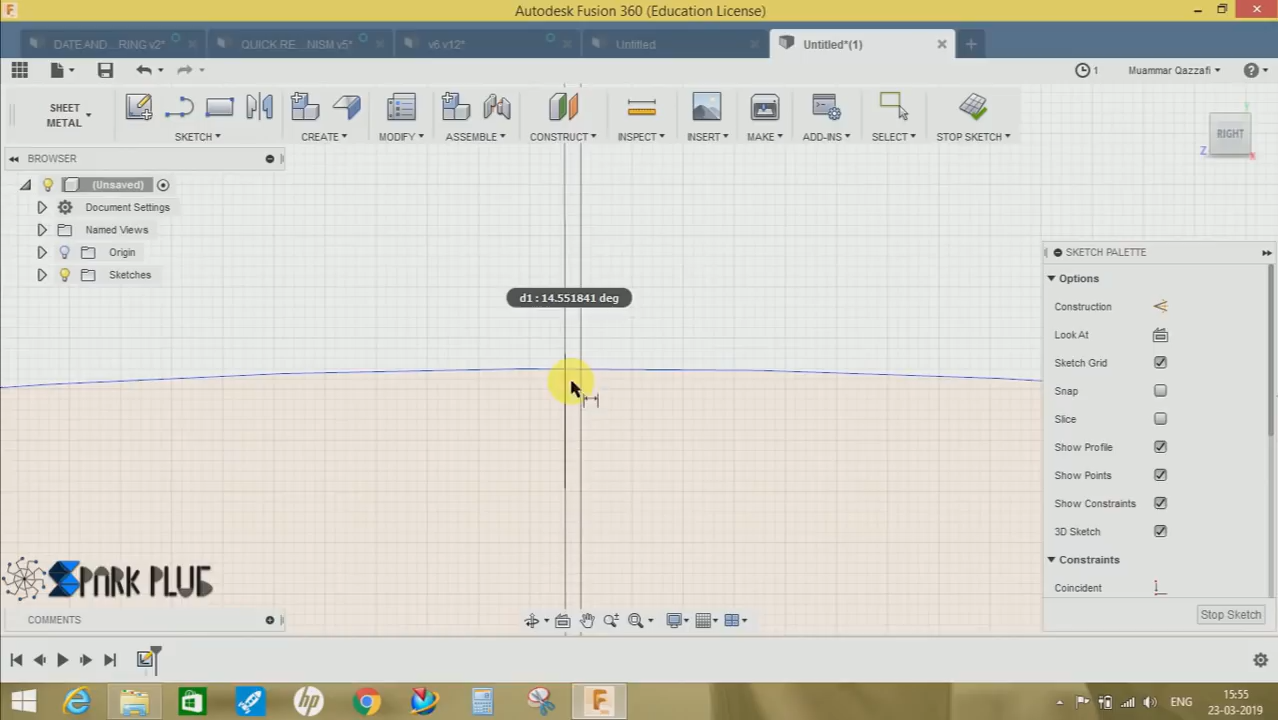 Autodesk Fusion 360 (Education License)
DATE AND ....RING v2*
QUICK RE....NISM v5*
v6 v12*
Untitled
Untitled*(1)
1
Muammar Qazzafi
SHEET METAL
SKETCH
CREATE
MODIFY
ASSEMBLE
CONSTRUCT
INSPECT
INSERT
MAKE
ADD-INS
SELECT
STOP SKETCH
BROWSER
(Unsaved)
Document Settings
Named Views
Origin
Sketches
RIGHT
Y
Z
X
d1 : 14.551841 deg
SKETCH PALETTE
Options
Construction
Look At
Sketch Grid
Snap
Slice
Show Profile
Show Points
Show Constraints
3D Sketch
Constraints
Coincident
Stop Sketch
SPARK PLUG
COMMENTS
ENG
15:55
23-03-2019